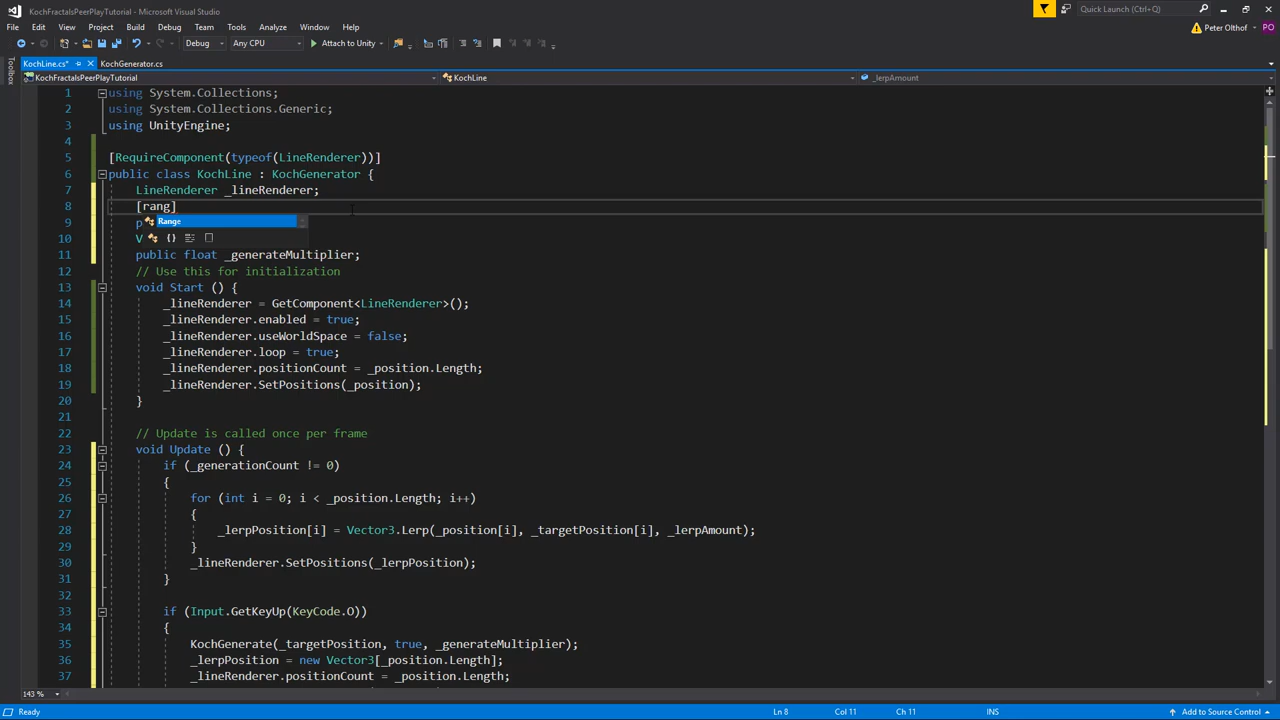 KochFractalsPeerPlayTutorial - Microsoft Visual Studio
Quick Launch (Ctrl+Q)
File Edit View Project Build Debug Team Tools Analyze Window Help
Peter Olthof PO
Debug Any CPU Attach to Unity
Toolbox
KochLine.cs* KochGenerator.cs
KochFractalsPeerPlayTutorial KochLine _lerpAmount
1 using System.Collections;
2 using System.Collections.Generic;
3 using UnityEngine;
4
5 [RequireComponent(typeof(LineRenderer))]
6 public class KochLine : KochGenerator {
7 LineRenderer _lineRenderer;
8 [rang]
9 p Range
10 V {}
11 public float _generateMultiplier;
12 // Use this for initialization
13 void Start () {
14 _lineRenderer = GetComponent<LineRenderer>();
15 _lineRenderer.enabled = true;
16 _lineRenderer.useWorldSpace = false;
17 _lineRenderer.loop = true;
18 _lineRenderer.positionCount = _position.Length;
19 _lineRenderer.SetPositions(_position);
20 }
21
22 // Update is called once per frame
23 void Update () {
24 if (_generationCount != 0)
25 {
26 for (int i = 0; i < _position.Length; i++)
27 {
28 _lerpPosition[i] = Vector3.Lerp(_position[i], _targetPosition[i], _lerpAmount);
29 }
30 _lineRenderer.SetPositions(_lerpPosition);
31 }
32
33 if (Input.GetKeyUp(KeyCode.O))
34 {
35 KochGenerate(_targetPosition, true, _generateMultiplier);
36 _lerpPosition = new Vector3[_position.Length];
37 _lineRenderer.positionCount = _position.Length;
143 %
Ready Ln 8 Col 11 Ch 11 INS Add to Source Control